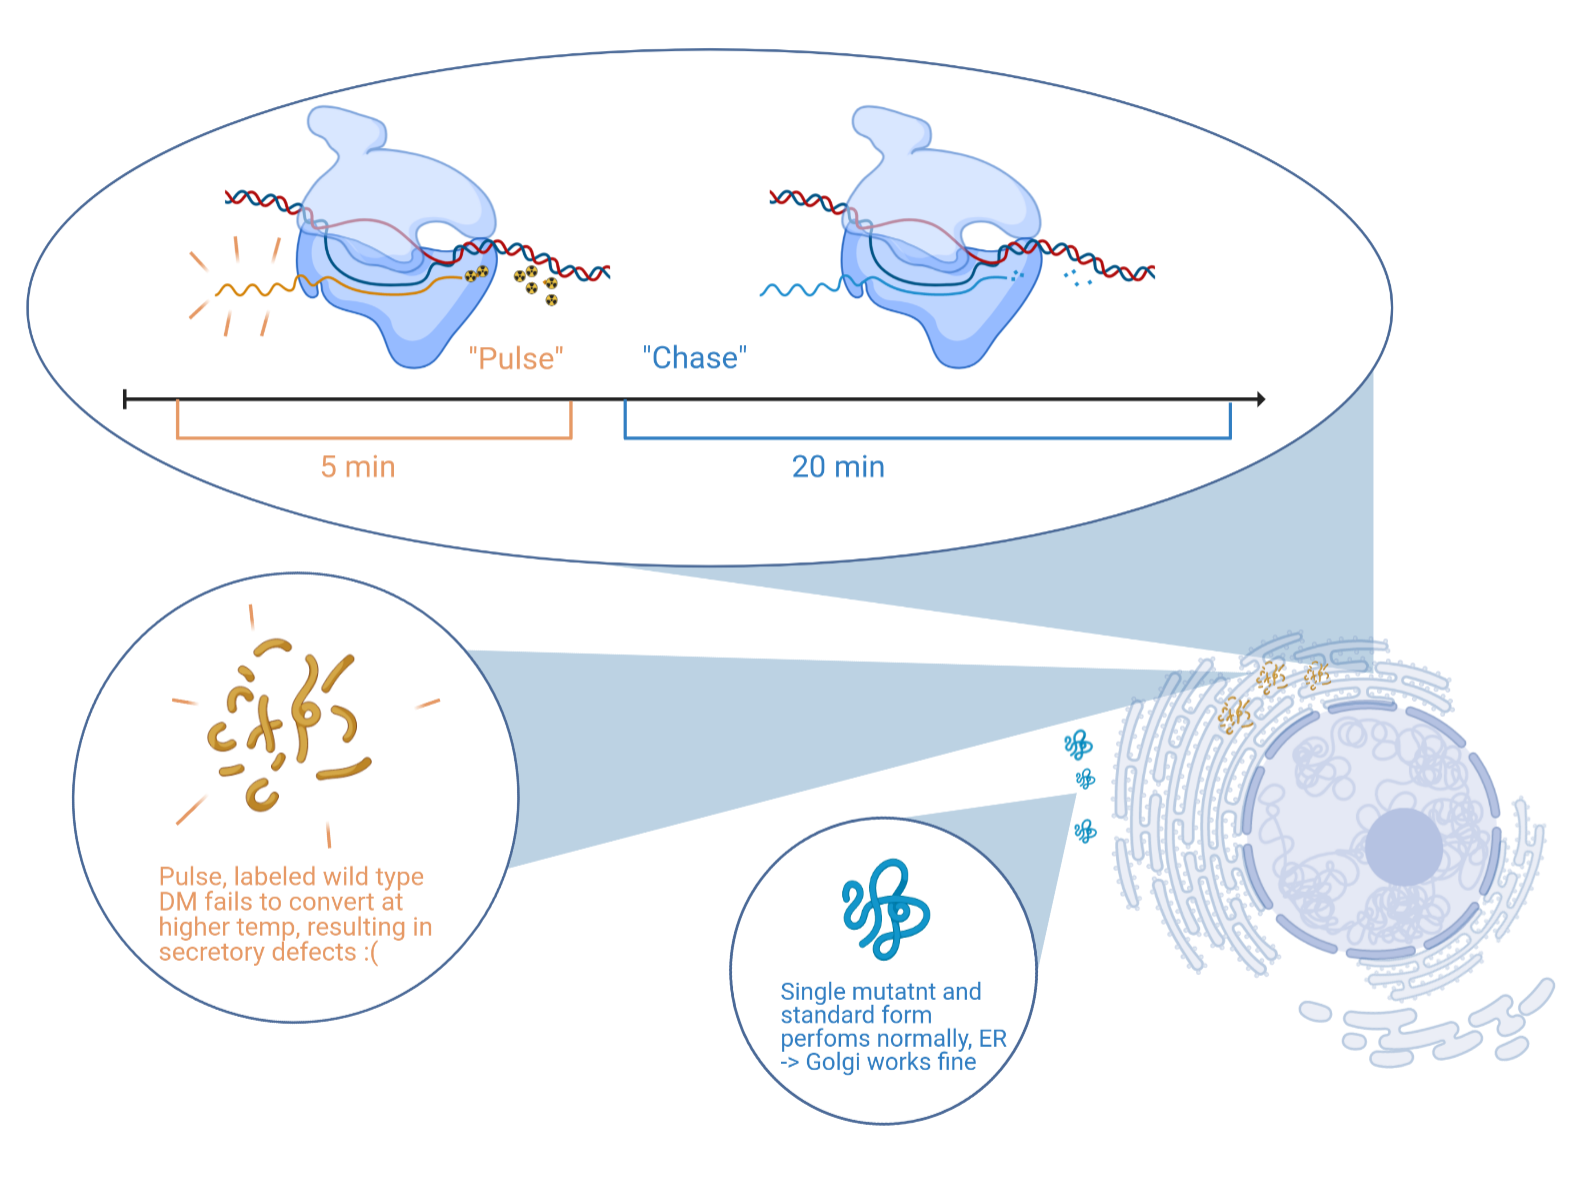 "Pulse"
"Chase"
5 min
20 min
Pulse, labeled wild type
DM fails to convert at
higher temp, resulting in
secretory defects :(
Single mutatnt and
standard form
perfoms normally, ER
-> Golgi works fine